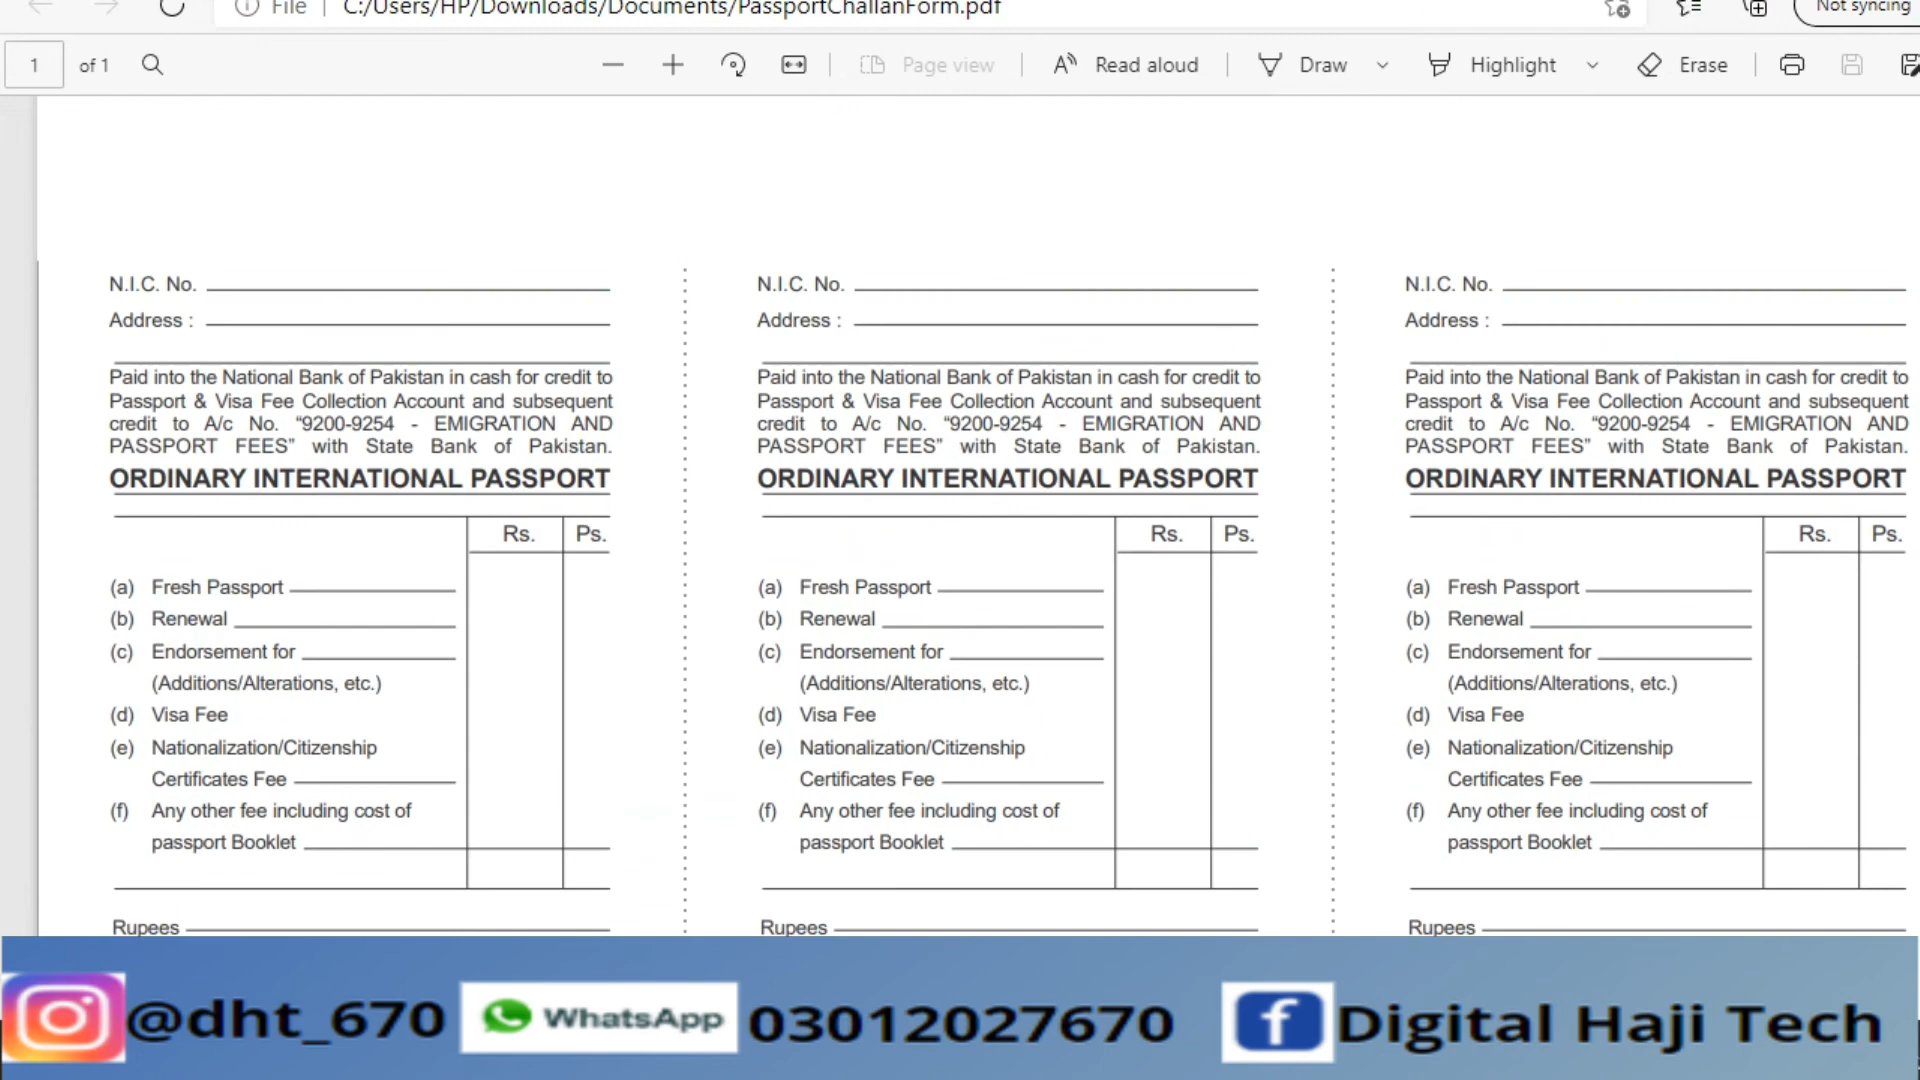 File C:/Users/HP/Downloads/Documents/PassportChallanForm.pdf Not syncing
1 of 1 Page view Read aloud Draw Highlight Erase
N.I.C. No.
Address :
Paid into the National Bank of Pakistan in cash for credit to
Passport & Visa Fee Collection Account and subsequent
credit to A/c No. “9200-9254 - EMIGRATION AND
PASSPORT FEES” with State Bank of Pakistan.
ORDINARY INTERNATIONAL PASSPORT
Rs. Ps.
(a) Fresh Passport
(b) Renewal
(c) Endorsement for
(Additions/Alterations, etc.)
(d) Visa Fee
(e) Nationalization/Citizenship
Certificates Fee
(f) Any other fee including cost of
passport Booklet
Rupees
N.I.C. No.
Address :
Paid into the National Bank of Pakistan in cash for credit to
Passport & Visa Fee Collection Account and subsequent
credit to A/c No. “9200-9254 - EMIGRATION AND
PASSPORT FEES” with State Bank of Pakistan.
ORDINARY INTERNATIONAL PASSPORT
Rs. Ps.
(a) Fresh Passport
(b) Renewal
(c) Endorsement for
(Additions/Alterations, etc.)
(d) Visa Fee
(e) Nationalization/Citizenship
Certificates Fee
(f) Any other fee including cost of
passport Booklet
Rupees
N.I.C. No.
Address :
Paid into the National Bank of Pakistan in cash for credit to
Passport & Visa Fee Collection Account and subsequent
credit to A/c No. “9200-9254 - EMIGRATION AND
PASSPORT FEES” with State Bank of Pakistan.
ORDINARY INTERNATIONAL PASSPORT
Rs. Ps.
(a) Fresh Passport
(b) Renewal
(c) Endorsement for
(Additions/Alterations, etc.)
(d) Visa Fee
(e) Nationalization/Citizenship
Certificates Fee
(f) Any other fee including cost of
passport Booklet
Rupees
@dht_670 WhatsApp 03012027670 f Digital Haji Tech